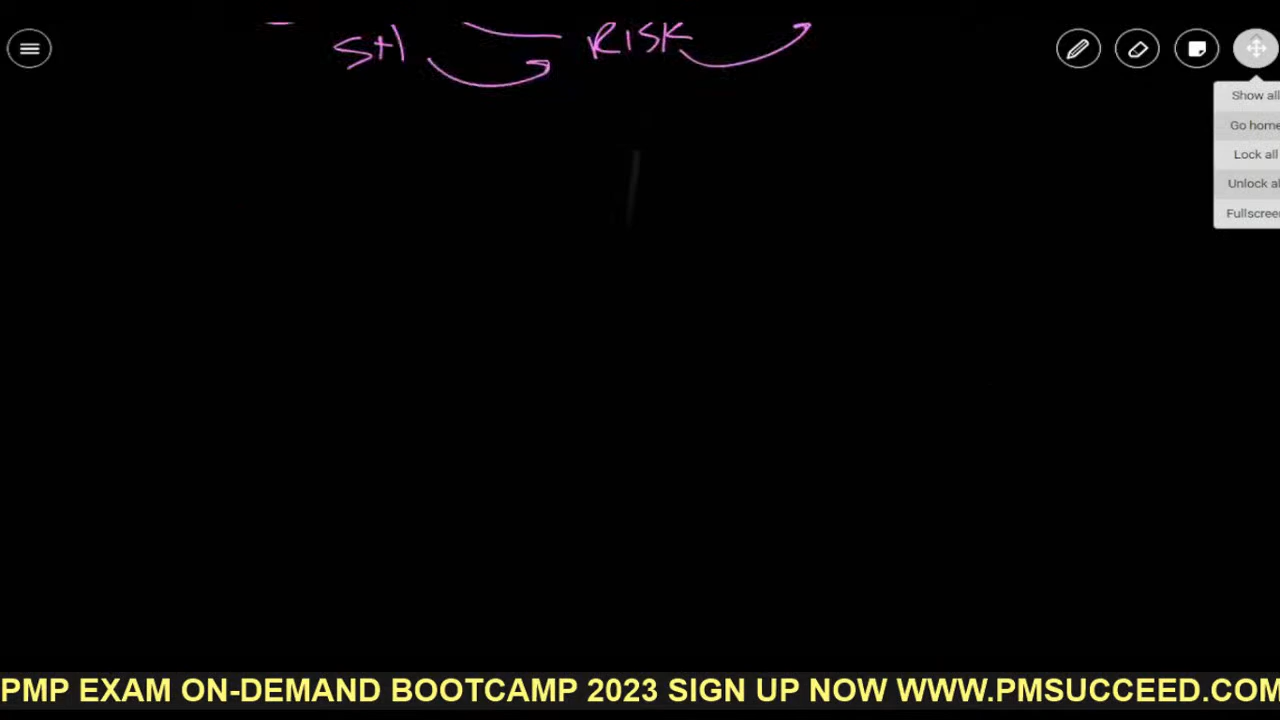 RISK
Show all
Go home
Lock all
PMP EXAM ON-DEMAND BOOTCAMP 2023 SIGN UP NOW WWW.PMSUCCEED.COM